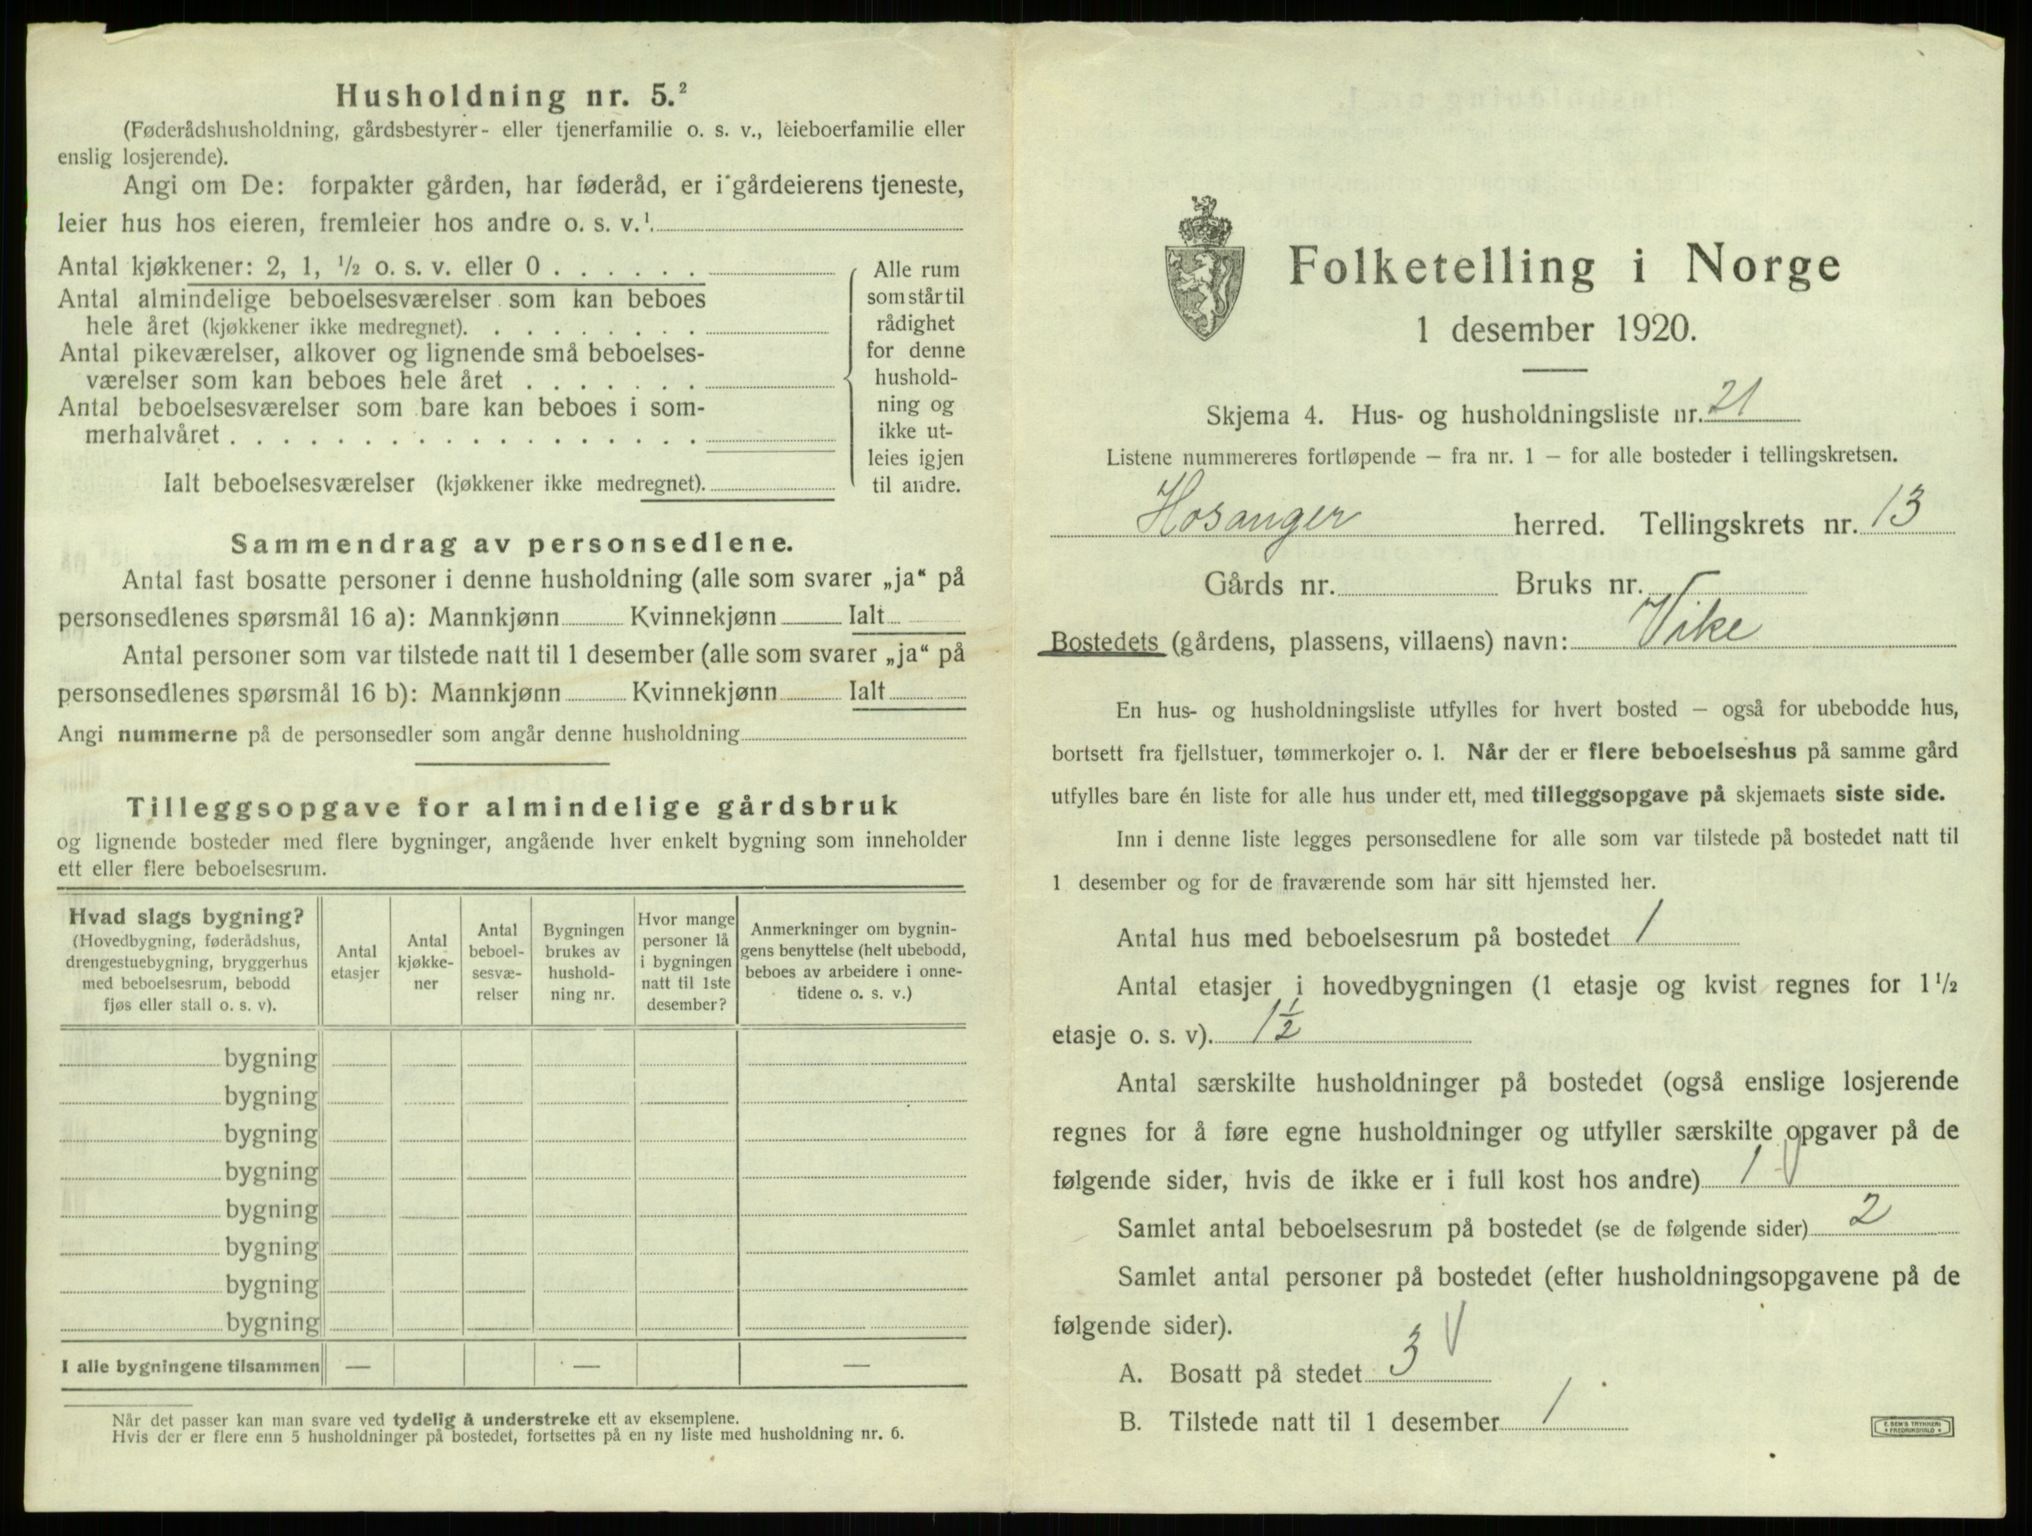 Husholdning nr. 5.²
(Føderådshusholdning, gårdsbestyrer- eller tjenerfamilie o. s. v., leieboerfamilie eller
enslig losjerende).
Angi om De: forpakter gården, har føderåd, er i gårdeierens tjeneste,
leier hus hos eieren, fremleier hos andre o. s. v.¹.
Antal kjøkkener: 2, 1, ½ o. s. v. eller 0 . . . . . .
Antal almindelige beboelsesværelser som kan beboes
hele året (kjøkkener ikke medregnet). . . . . . . . .
Antal pikeværelser, alkover og lignende små beboelses-
værelser som kan beboes hele året . . . . . . .
Antal beboelsesværelser som bare kan beboes i som-
merhalvåret . . . . . . . . . . . . . . . . . .
Ialt beboelsesværelser (kjøkkener ikke medregnet).
Alle rum
som står til
rådighet
for denne
hushold-
ning og
ikke ut-
leies igjen
til andre.
Sammendrag av personsedlene.
Antal fast bosatte personer i denne husholdning (alle som svarer „ja“ på
personsedlenes spørsmål 16 a): Mannkjønn Kvinnekjønn Ialt
Antal personer som var tilstede natt til 1 desember (alle som svarer „ja“ på
personsedlenes spørsmål 16 b): Mannkjønn Kvinnekjønn Ialt
Angi nummerne på de personsedler som angår denne husholdning
Tilleggsopgave for almindelige gårdsbruk
og lignende bosteder med flere bygninger, angående hver enkelt bygning som inneholder
ett eller flere beboelsesrum.
Hvad slags bygning?
(Hovedbygning, føderådshus,
drengestuebygning, bryggerhus
med beboelsesrum, bebodd
fjøs eller stall o. s. v).
Antal
etasjer
Antal
kjøkke-
ner
Antal
beboel-
sesvæ-
relser
Bygningen
brukes av
hushold-
ning nr.
Hvor mange
personer lå
i bygningen
natt til 1ste
desember?
Anmerkninger om bygnin-
gens benyttelse (helt ubebodd,
beboes av arbeidere i onne-
tidene o. s. v.)
bygning
bygning
bygning
bygning
bygning
bygning
bygning
bygning
I alle bygningene tilsammen — — —
Når det passer kan man svare ved tydelig å understreke ett av eksemplene.
Hvis der er flere enn 5 husholdninger på bostedet, fortsettes på en ny liste med husholdning nr. 6.
Folketelling i Norge
1 desember 1920.
Skjema 4. Hus- og husholdningsliste nr. 21
Listene nummereres fortløpende – fra nr. 1 – for alle bosteder i tellingskretsen.
Hosanger herred. Tellingskrets nr. 13
Gårds nr. Bruks nr.
Bostedets (gårdens, plassens, villaens) navn: Vike
En hus- og husholdningsliste utfylles for hvert bosted – også for ubebodde hus,
bortsett fra fjellstuer, tømmerkojer o. l. Når der er flere beboelseshus på samme gård
utfylles bare én liste for alle hus under ett, med tilleggsopgave på skjemaets siste side.
Inn i denne liste legges personsedlene for alle som var tilstede på bostedet natt til
1 desember og for de fraværende som har sitt hjemsted her.
Antal hus med beboelsesrum på bostedet 1
Antal etasjer i hovedbygningen (1 etasje og kvist regnes for 1½
etasje o. s. v). 1½
Antal særskilte husholdninger på bostedet (også enslige losjerende
regnes for å føre egne husholdninger og utfyller særskilte opgaver på de
følgende sider, hvis de ikke er i full kost hos andre) 1 V
Samlet antal beboelsesrum på bostedet (se de følgende sider) 2
Samlet antal personer på bostedet (efter husholdningsopgavene på de
følgende sider).
A. Bosatt på stedet 3 V
B. Tilstede natt til 1 desember 1
E. SEM'S TRYKKERI
FREDRIKSHALD